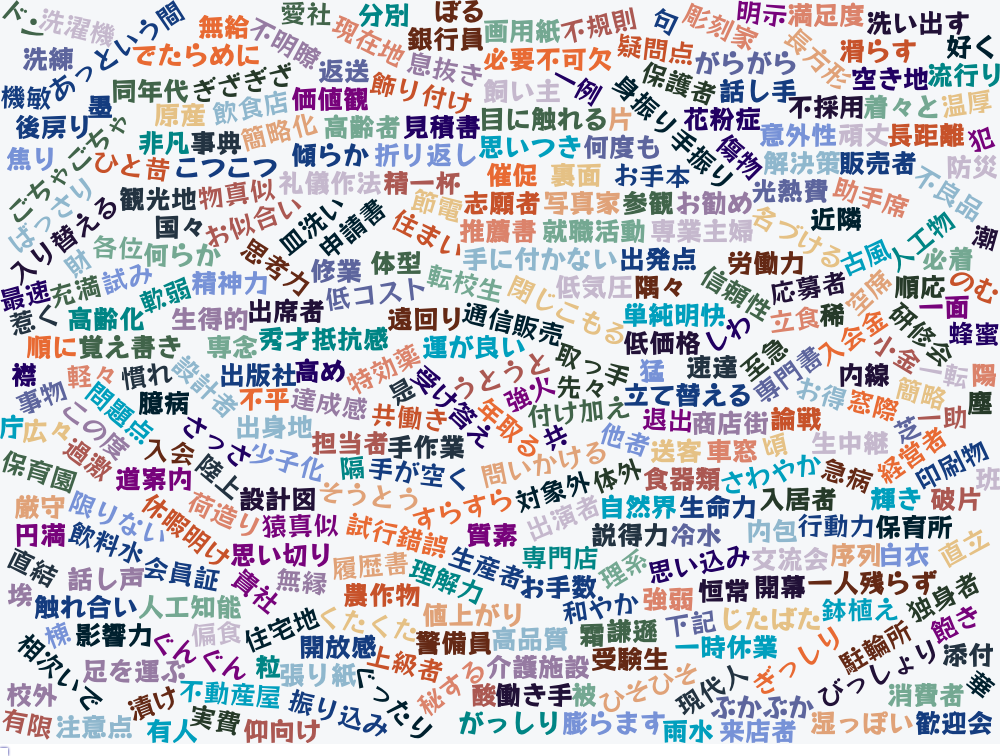 洗濯機
あっという間
愛社
分別
ぼる
画用紙
不規則
句
彫刻家
明示
満足度
洗い出す
洗練
でたらめに
無給
不明瞭
現在地
銀行員
息抜き
必要不可欠
疑問点
がらがら
長方形
滑らす
好く
機敏
墨
同年代
ぎざぎざ
返送
飾り付け
飼い主
一例
保護者
話し手
空き地
流行り
後戻り
原産
飲食店
価値観
目に触れる
片
身振り手振り
花粉症
不採用
着々と
温厚
焦り
ごちゃごちゃ
非凡
事典
簡略化
高齢者
見積書
思いつき
何度も
傷物
意外性
頑丈
長距離
犯
ひと昔
こつこつ
傾らか
折り返し
催促
裏面
お手本
解決策
販売者
防災
ばっさり
観光地
物真似
礼儀作法
精一杯
節電
志願者
写真家
参観
お勧め
光熱費
助手席
不良品
入り替える
国々
お似合い
皿洗い
申請書
住まい
推薦書
就職活動
専業主婦
名づける
近隣
人工物
潮
財
各位
何らか
思考力
修業
体型
手に付かない
出発点
労働力
古風
必着
最速
充満
試み
軟弱
精神力
低コスト
転校生
閉じこもる
低気圧
隅々
信頼性
応募者
空席
順応
のむ
惹く
高齢化
生得的
出席者
遠回り
通信販売
単純明快
しわ
立食
稀
入会金
研修会
一面
蜂蜜
順に
覚え書き
専念
秀才
抵抗感
運が良い
取っ手
低価格
至急
専門書
小金
一転
陽
襟
軽々
慣れ
設計者
出版社
高め
特効薬
是
受け答え
うとうと
強火
先々
猛
速達
内線
簡略
塵
事物
この度
問題点
臆病
不平
達成感
共働き
年取る
付け加え
立て替える
お得
窓際
芝
一助
庁
広々
過激
さっさ
出身地
担当者
手作業
共
他者
退出
商店街
論戦
保育園
入会
陸上
少子化
隔
手が空く
問いかける
送客
車窓
頃
生中継
経営者
印刷物
班
道案内
設計図
そうとう
すらすら
対象外
体外
食器類
さわやか
急病
厳守
限りない
休暇明け
荷造り
猿真似
試行錯誤
質素
出演者
自然界
生命力
入居者
輝き
破片
円満
飲料水
思い切り
履歴書
生産者
専門店
説得力
冷水
内包
行動力
保育所
直結
話し声
会員証
貴社
無縁
理解力
お手数
理系
思い込み
交流会
序列
白衣
直立
埃
触れ合い
人工知能
農作物
値上がり
和やか
強弱
恒常
開幕
一人残らず
独身者
棟
影響力
偏食
住宅地
くたくた
警備員
高品質
霜
謙遜
下記
じたばた
鉢植え
飽き
相次いで
足を運ぶ
ぐんぐん
粒
開放感
上級者
介護施設
受験生
一時休業
ぎっしり
駐輪所
添付
校外
漬け
不動産屋
張り紙
ぐったり
秘する
酸
働き手
被
ひそひそ
現代人
ぶかぶか
びっしょり
消費者
華
有限
注意点
有人
実費
仰向け
振り込み
がっしり
膨らます
雨水
来店者
湿っぽい
歓迎会